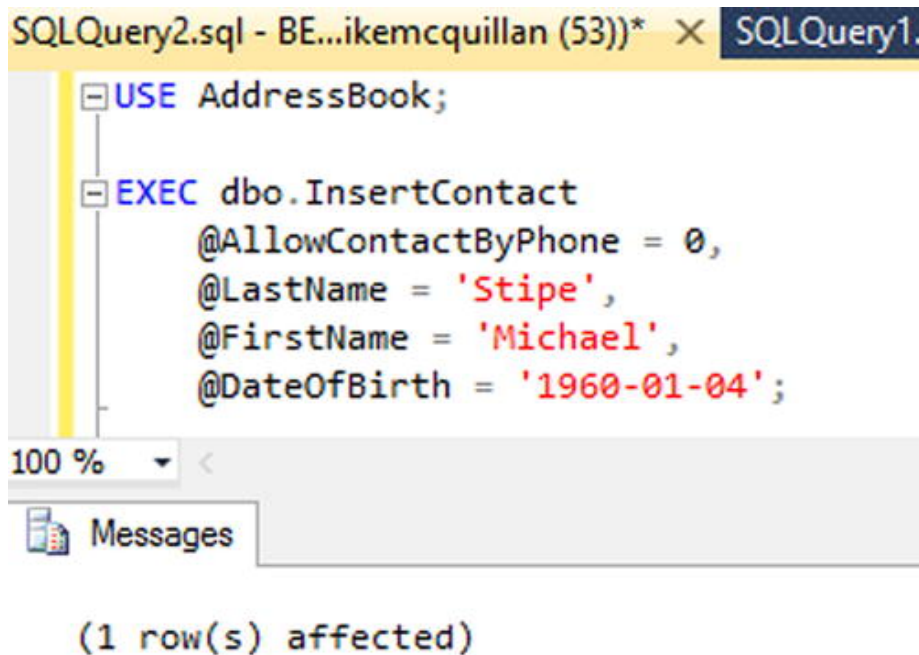 SQLQuery2.sql - BE...ikemcquillan (53))* SQLQuery1.
USE AddressBook;
EXEC dbo.InsertContact
@AllowContactByPhone = 0,
@LastName = 'Stipe',
@FirstName = 'Michael',
@DateOfBirth = '1960-01-04';
100 %
Messages
(1 row(s) affected)